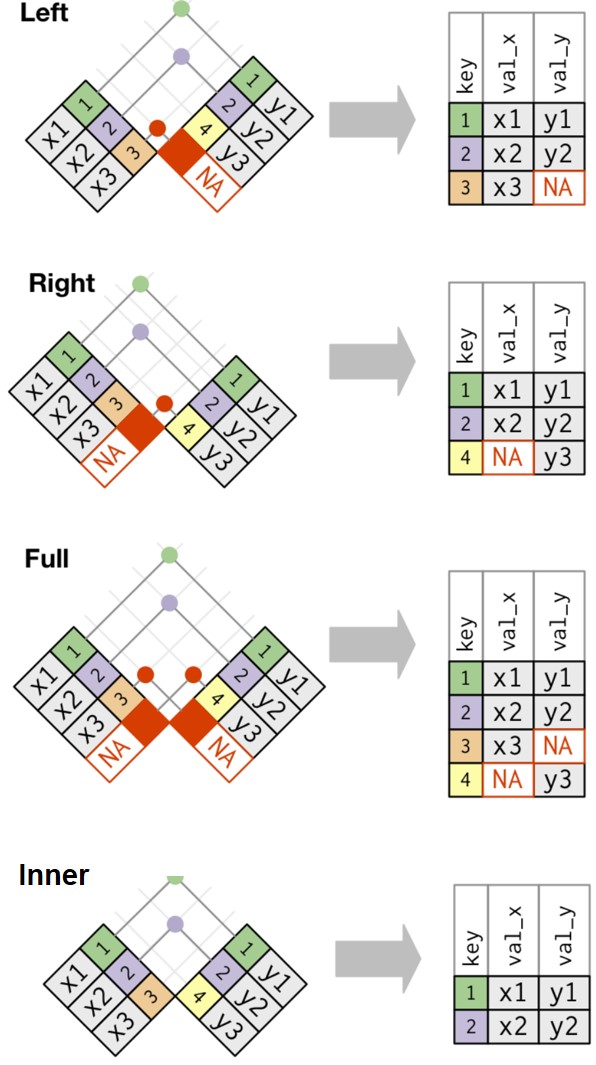 Left
1 x1
2 x2
3 x3
1 y1
2 y2
4 y3
NA
key val_x val_y
1 x1 y1
2 x2 y2
3 x3 NA
Right
1 x1
2 x2
3 x3
NA
1 y1
2 y2
4 y3
key val_x val_y
1 x1 y1
2 x2 y2
4 NA y3
Full
1 x1
2 x2
3 x3
NA
1 y1
2 y2
4 y3
NA
key val_x val_y
1 x1 y1
2 x2 y2
3 x3 NA
4 NA y3
Inner
1 x1
2 x2
3 x3
1 y1
2 y2
4 y3
key val_x val_y
1 x1 y1
2 x2 y2